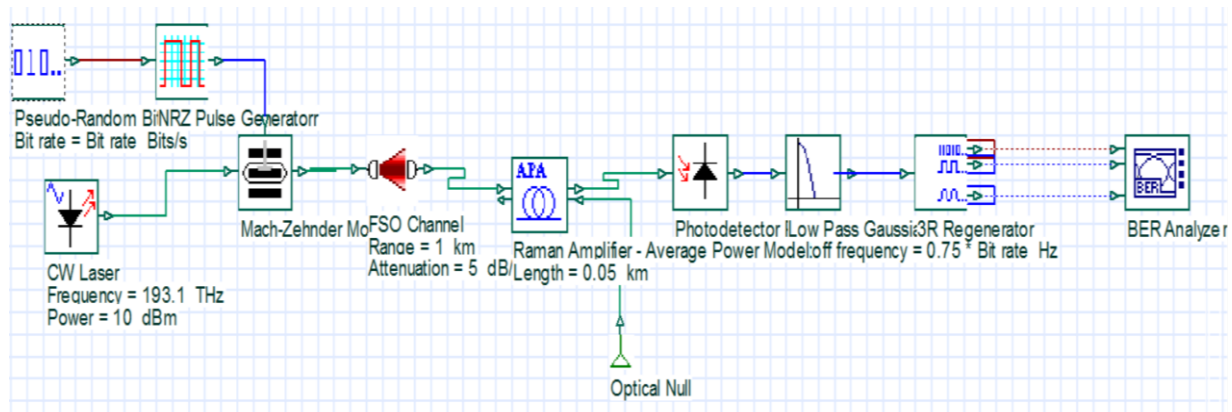 010..
Pseudo-Random Bi
NRZ Pulse Generatorr
Bit rate = Bit rate Bits/s
CW Laser
Frequency = 193.1 THz
Power = 10 dBm
Mach-Zehnder Mo
FSO Channel
Range = 1 km
Attenuation = 5 dB/
APA
Raman Amplifier - Average Power Model
Length = 0.05 km
Optical Null
Photodetector
Low Pass Gaussi
off frequency = 0.75 * Bit rate Hz
3R Regenerator
BER
BER Analyzer